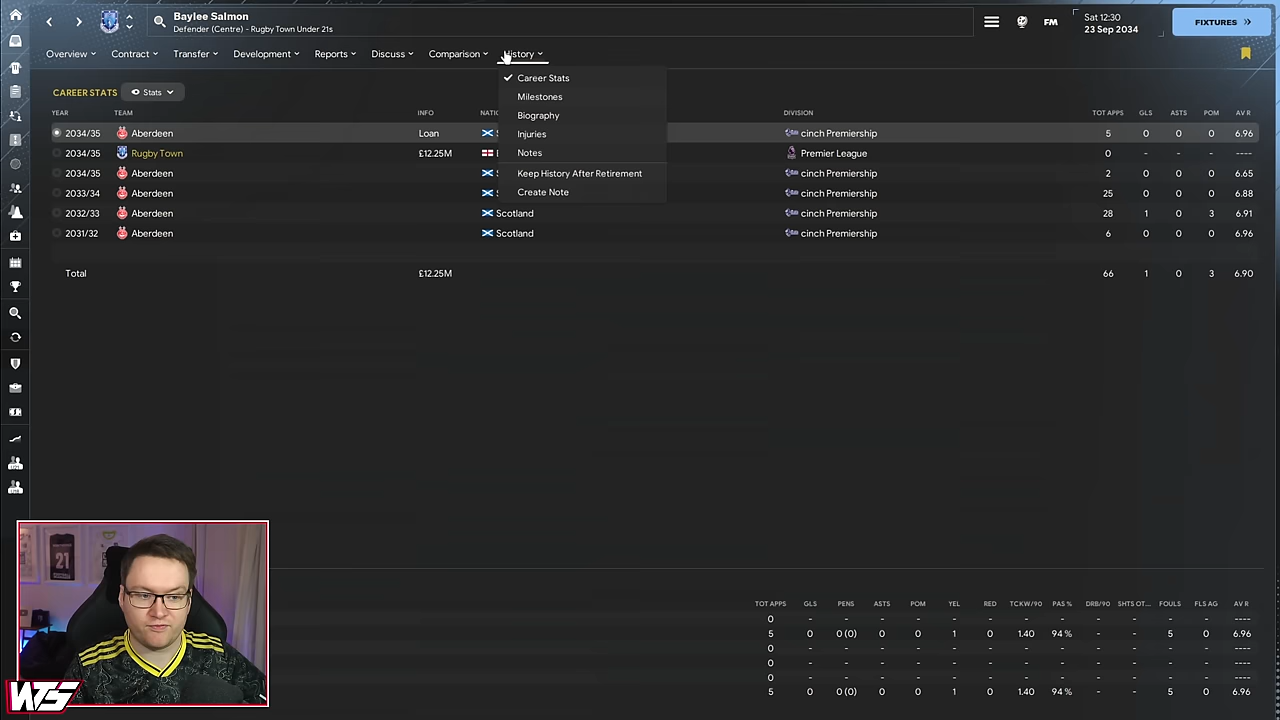 Baylee Salmon
Defender (Centre) - Rugby Town Under 21s
FM
Sat 12:30
23 Sep 2034
FIXTURES
Overview Contract Transfer Development Reports Discuss Comparison History
CAREER STATS Stats
Career Stats
Milestones
Biography
Injuries
Notes
Keep History After Retirement
Create Note
YEAR TEAM INFO DIVISION TOT APPS GLS ASTS POM AV R
2034/35 Aberdeen Loan cinch Premiership 5 0 0 0 6.96
2034/35 Rugby Town £12.25M Premier League 0 - - - ----
2034/35 Aberdeen cinch Premiership 2 0 0 0 6.65
2033/34 Aberdeen cinch Premiership 25 0 0 0 6.88
2032/33 Aberdeen Scotland cinch Premiership 28 1 0 3 6.91
2031/32 Aberdeen Scotland cinch Premiership 6 0 0 0 6.96
Total £12.25M 66 1 0 3 6.90
TOT APPS GLS PENS ASTS POM YEL RED TCKW/90 PAS % DRB/90 SHTS OT... FOULS FLS AG AV R
0 - - - - - - - - - - - - ----
5 0 0 (0) 0 0 1 0 1.40 94 % - - 5 0 6.96
0 - - - - - - - - - - - - ----
0 - - - - - - - - - - - - ----
0 - - - - - - - - - - - - ----
0 0 (0) 0 0 1 0 1.40 94 % - - 5 0 6.96
21
WTS